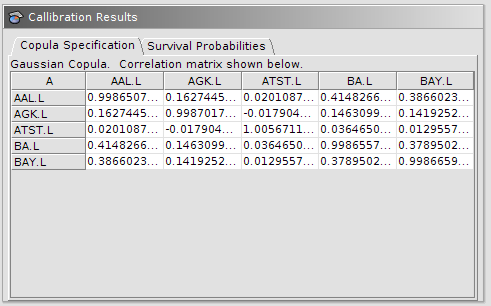 Callibration Results
Copula Specification Survival Probabilities
Gaussian Copula. Correlation matrix shown below.
A AAL.L AGK.L ATST.L BA.L BAY.L
AAL.L 0.9986507... 0.1627445... 0.0201087... 0.4148266... 0.3866023...
AGK.L 0.1627445... 0.9987017... -0.017904... 0.1463099... 0.1419252...
ATST.L 0.0201087... -0.017904... 1.0056711... 0.0364650... 0.0129557...
BA.L 0.4148266... 0.1463099... 0.0364650... 0.9986557... 0.3789502...
BAY.L 0.3866023... 0.1419252... 0.0129557... 0.3789502... 0.9986659...